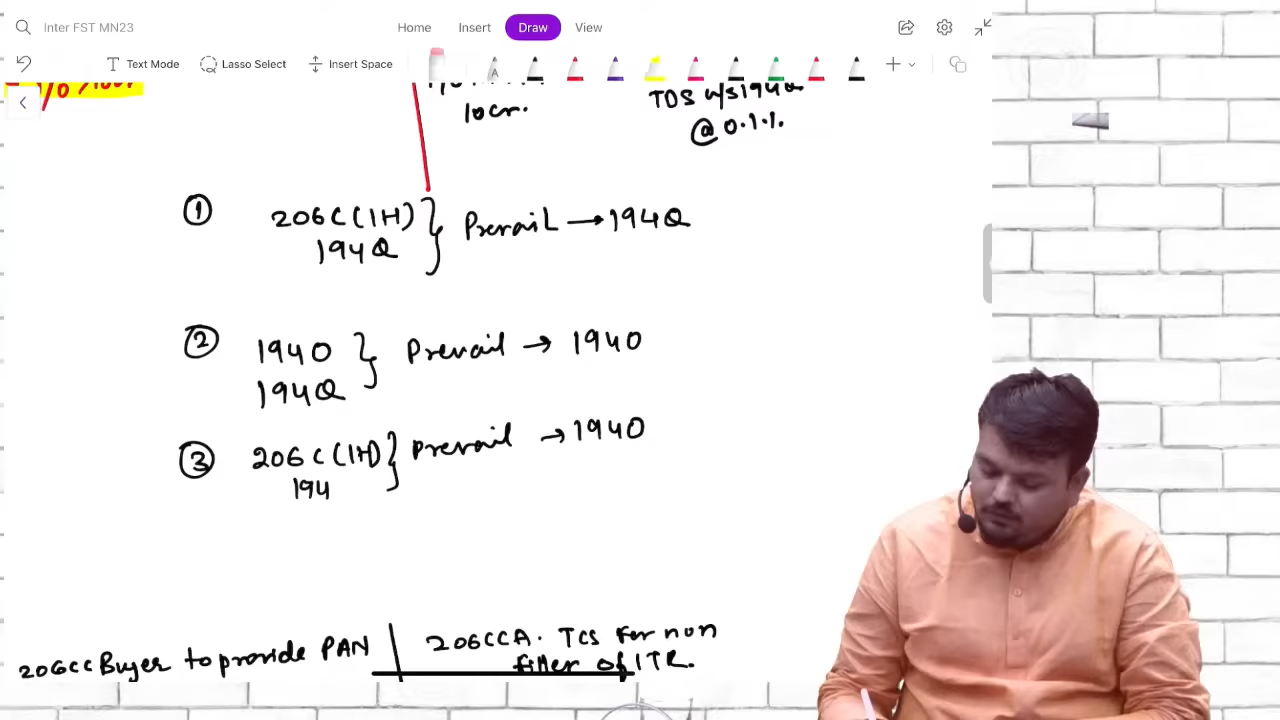 Inter FST MN23
Home Insert Draw View
Text Mode Lasso Select Insert Space
10cr.
TDS u/s 194Q
@ 0.1.%
① 206C(1H)
194Q
Prevail → 194Q
② 194O
194Q
Prevail → 194O
③ 206C(1H)
194
Prevail → 194O
206CC Buyer to provide PAN
206CCA. TCS for non
filler of ITR.